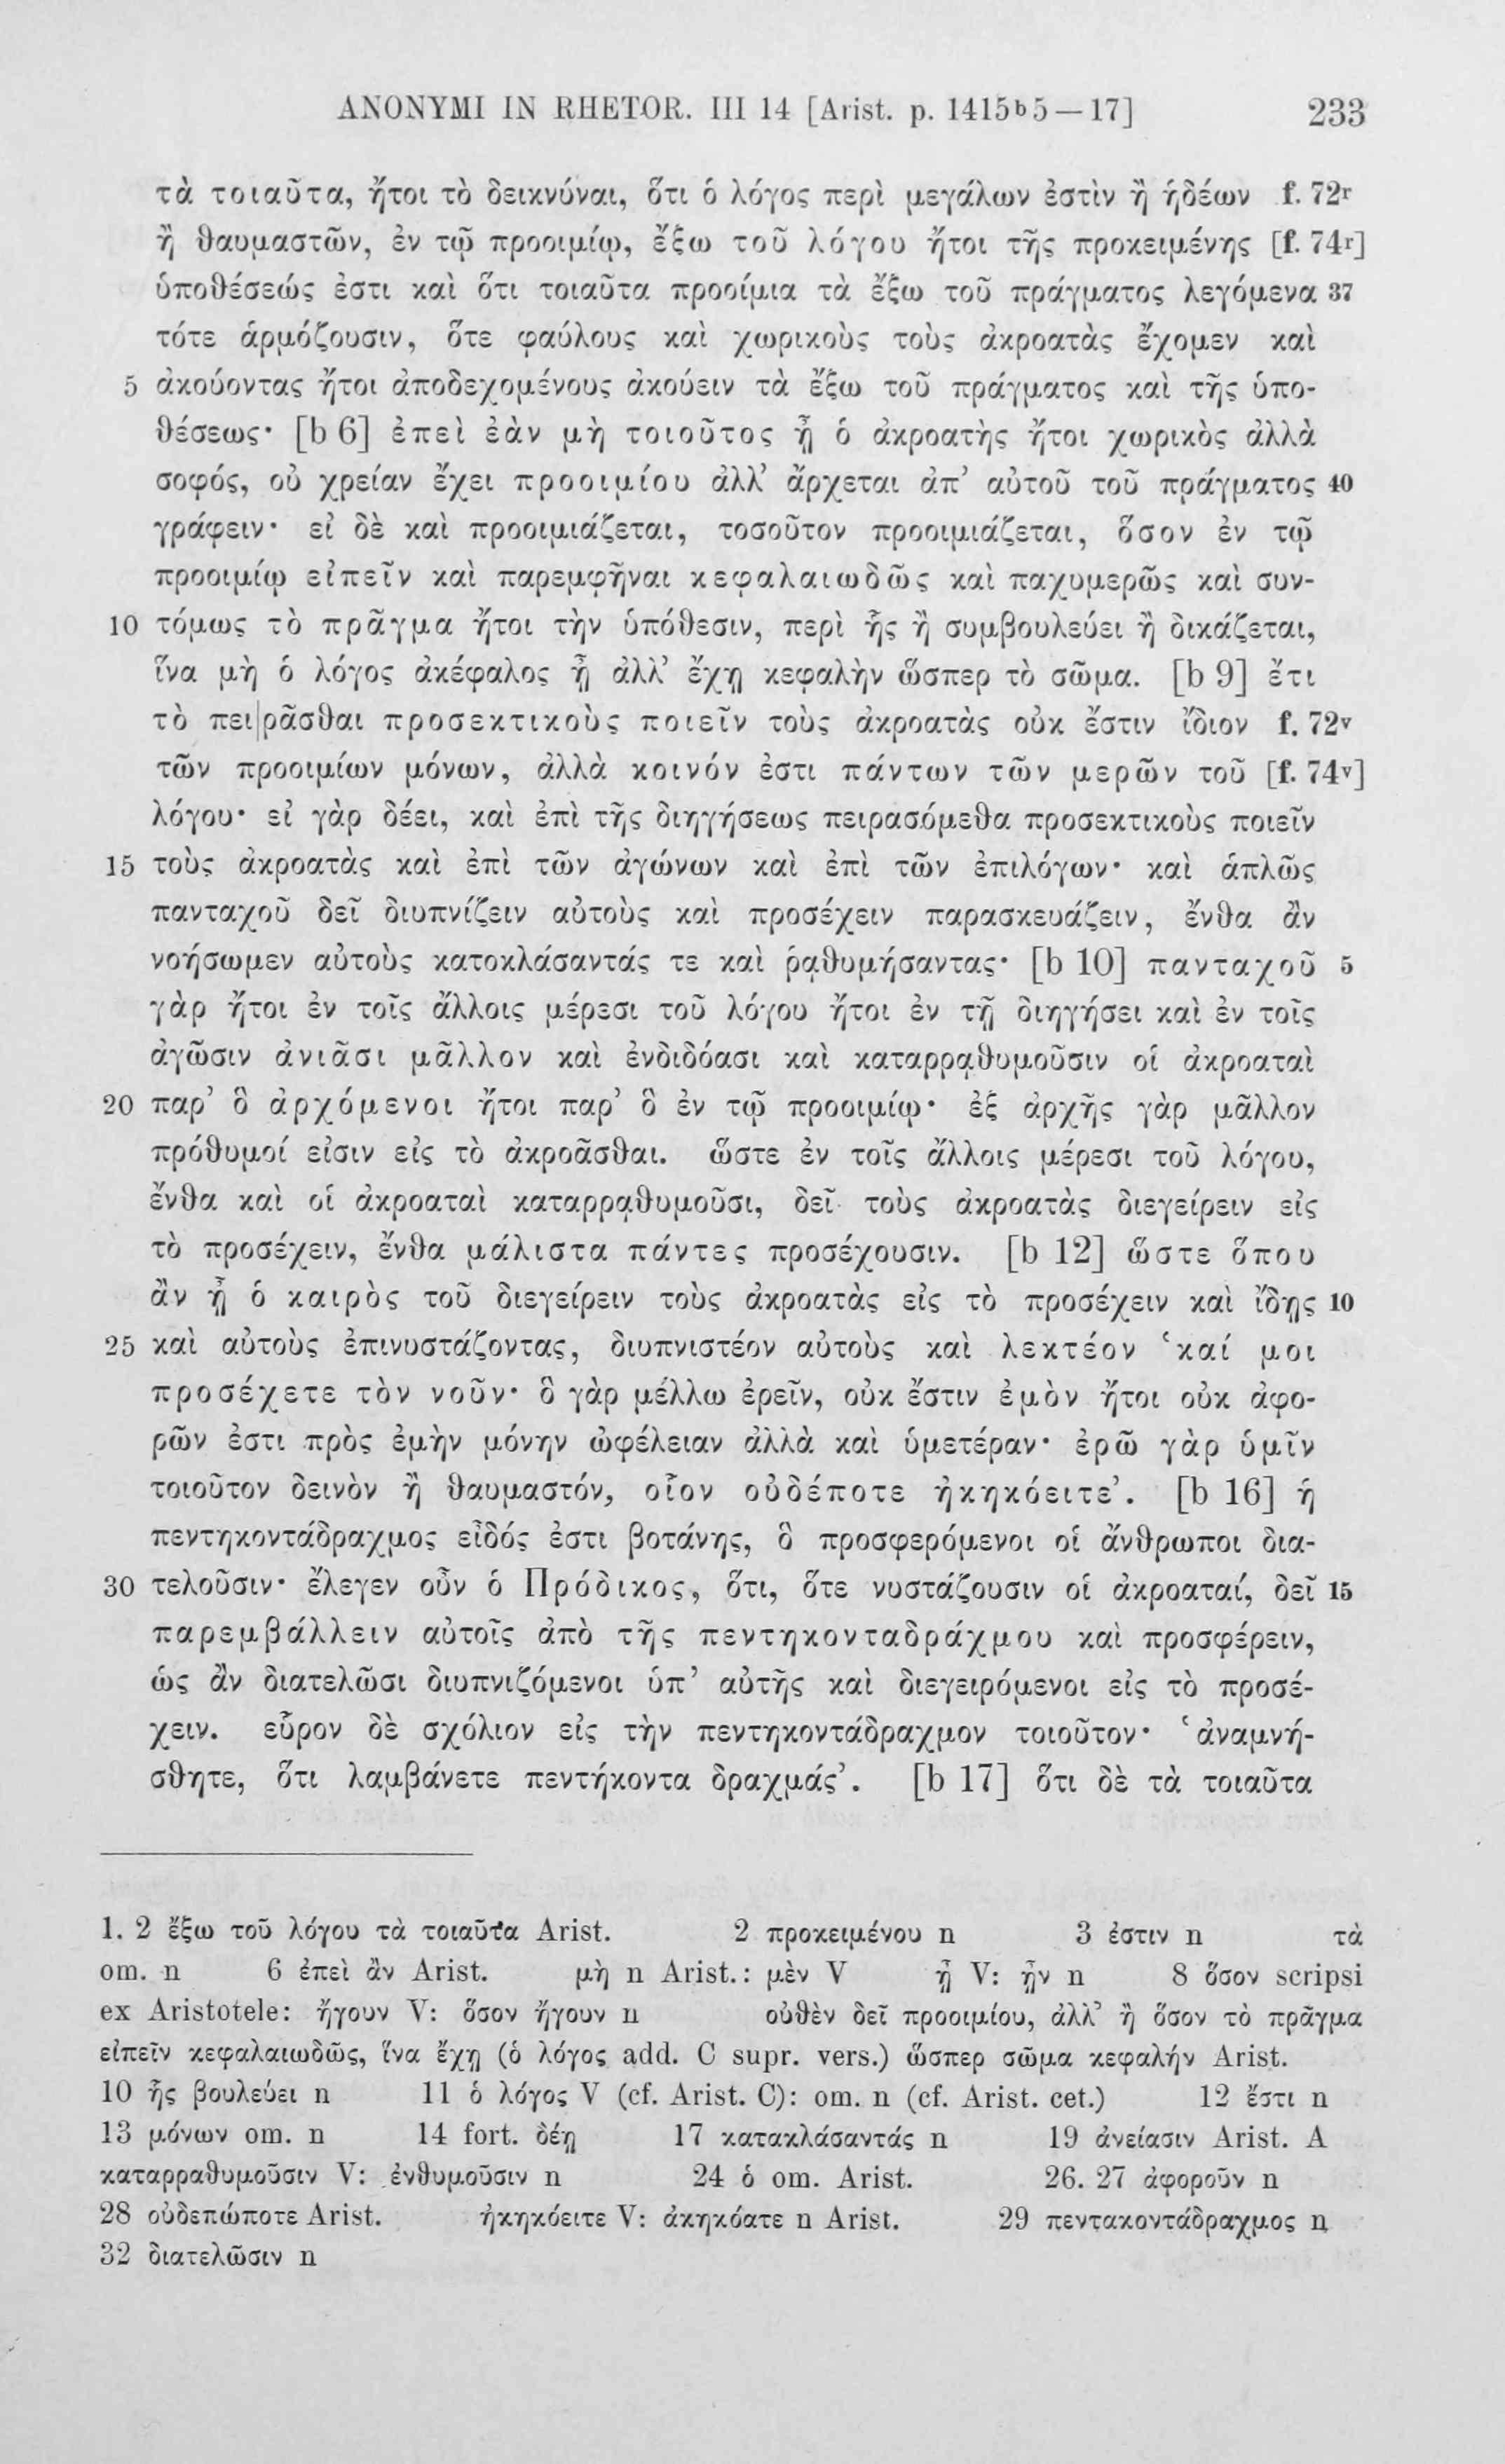 ANONYMI IN RHETOR. III 14 [Arist. p. 1415b5—17] 233
τὰ τοιαῦτα, ἤτοι τὸ δεικνύναι, ὅτι ὁ λόγος περὶ μεγάλων ἐστὶν ἢ ἡδέων f. 72r
ἢ θαυμαστῶν, ἐν τῷ προοιμίῳ, ἔξω τοῦ λόγου ἤτοι τῆς προκειμένης [f. 74r]
ὑποθέσεώς ἐστι καὶ ὅτι τοιαῦτα προοίμια τὰ ἔξω τοῦ πράγματος λεγόμενα 37
τότε ἁρμόζουσιν, ὅτε φαύλους καὶ χωρικοὺς τοὺς ἀκροατὰς ἔχομεν καὶ
5 ἀκούοντας ἤτοι ἀποδεχομένους ἀκούειν τὰ ἔξω τοῦ πράγματος καὶ τῆς ὑπο-
θέσεως· [b 6] ἐπεὶ ἐὰν μὴ τοιοῦτος ᾖ ὁ ἀκροατὴς ἤτοι χωρικὸς ἀλλὰ
σοφός, οὐ χρείαν ἔχει προοιμίου ἀλλ’ ἄρχεται ἀπ’ αὐτοῦ τοῦ πράγματος 40
γράφειν· εἰ δὲ καὶ προοιμιάζεται, τοσοῦτον προοιμιάζεται, ὅσον ἐν τῷ
προοιμίῳ εἰπεῖν καὶ παρεμφῆναι κεφαλαιωδῶς καὶ παχυμερῶς καὶ συν-
10 τόμως τὸ πρᾶγμα ἤτοι τὴν ὑπόθεσιν, περὶ ἧς ἢ συμβουλεύει ἢ δικάζεται,
ἵνα μὴ ὁ λόγος ἀκέφαλος ᾖ ἀλλ’ ἔχῃ κεφαλὴν ὥσπερ τὸ σῶμα. [b 9] ἔτι
τὸ πει|ρᾶσθαι προσεκτικοὺς ποιεῖν τοὺς ἀκροατὰς οὐκ ἔστιν ἴδιον f. 72v
τῶν προοιμίων μόνων, ἀλλὰ κοινόν ἐστι πάντων τῶν μερῶν τοῦ [f. 74v]
λόγου· εἰ γὰρ δέει, καὶ ἐπὶ τῆς διηγήσεως πειρασόμεθα προσεκτικοὺς ποιεῖν
15 τοὺς ἀκροατὰς καὶ ἐπὶ τῶν ἀγώνων καὶ ἐπὶ τῶν ἐπιλόγων· καὶ ἁπλῶς
πανταχοῦ δεῖ διυπνίζειν αὐτοὺς καὶ προσέχειν παρασκευάζειν, ἔνθα ἂν
νοήσωμεν αὐτοὺς κατοκλάσαντάς τε καὶ ῥᾳθυμήσαντας· [b 10] πανταχοῦ 5
γὰρ ἤτοι ἐν τοῖς ἄλλοις μέρεσι τοῦ λόγου ἤτοι ἐν τῇ διηγήσει καὶ ἐν τοῖς
ἀγῶσιν ἀνιᾶσι μᾶλλον καὶ ἐνδιδόασι καὶ καταρρᾳθυμοῦσιν οἱ ἀκροαταὶ
20 παρ’ ὃ ἀρχόμενοι ἤτοι παρ’ ὃ ἐν τῷ προοιμίῳ· ἐξ ἀρχῆς γὰρ μᾶλλον
πρόθυμοί εἰσιν εἰς τὸ ἀκροᾶσθαι. ὥστε ἐν τοῖς ἄλλοις μέρεσι τοῦ λόγου,
ἔνθα καὶ οἱ ἀκροαταὶ καταρρᾳθυμοῦσι, δεῖ τοὺς ἀκροατὰς διεγείρειν εἰς
τὸ προσέχειν, ἔνθα μάλιστα πάντες προσέχουσιν. [b 12] ὥστε ὅπου
ἂν ᾖ ὁ καιρὸς τοῦ διεγείρειν τοὺς ἀκροατὰς εἰς τὸ προσέχειν καὶ ἴδῃς 10
25 καὶ αὐτοὺς ἐπινυστάζοντας, διυπνιστέον αὐτοὺς καὶ λεκτέον ‘καί μοι
προσέχετε τὸν νοῦν· ὃ γὰρ μέλλω ἐρεῖν, οὐκ ἔστιν ἐμὸν ἤτοι οὐκ ἀφο-
ρῶν ἐστι πρὸς ἐμὴν μόνην ὠφέλειαν ἀλλὰ καὶ ὑμετέραν· ἐρῶ γὰρ ὑμῖν
τοιοῦτον δεινὸν ἢ θαυμαστόν, οἷον οὐδέποτε ἠκηκόειτε’. [b 16] ἡ
πεντηκοντάδραχμος εἶδός ἐστι βοτάνης, ὃ προσφερόμενοι οἱ ἄνθρωποι δια-
30 τελοῦσιν· ἔλεγεν οὖν ὁ Πρόδικος, ὅτι, ὅτε νυστάζουσιν οἱ ἀκροαταί, δεῖ 15
παρεμβάλλειν αὐτοῖς ἀπὸ τῆς πεντηκονταδράχμου καὶ προσφέρειν,
ὡς ἂν διατελῶσι διυπνιζόμενοι ὑπ’ αὐτῆς καὶ διεγειρόμενοι εἰς τὸ προσέ-
χειν. εὗρον δὲ σχόλιον εἰς τὴν πεντηκοντάδραχμον τοιοῦτον· ‘ἀναμνή-
σθητε, ὅτι λαμβάνετε πεντήκοντα δραχμάς’. [b 17] ὅτι δὲ τὰ τοιαῦτα
1. 2 ἔξω τοῦ λόγου τὰ τοιαῦτα Arist. 2 προκειμένου n 3 ἐστιν n τὰ
om. n 6 ἐπεὶ ἂν Arist. μὴ n Arist.: μὲν V ᾖ V: ἦν n 8 ὅσον scripsi
ex Aristotele: ἤγουν V: ὅσον ἤγουν n οὐθὲν δεῖ προοιμίου, ἀλλ’ ἢ ὅσον τὸ πρᾶγμα
εἰπεῖν κεφαλαιωδῶς, ἵνα ἔχῃ (ὁ λόγος add. C supr. vers.) ὥσπερ σῶμα κεφαλήν Arist.
10 ἧς βουλεύει n 11 ὁ λόγος V (cf. Arist. C): om. n (cf. Arist. cet.) 12 ἔστι n
13 μόνων om. n 14 fort. δέῃ 17 κατακλάσαντάς n 19 ἀνείασιν Arist. A
καταρραθυμοῦσιν V: ἐνθυμοῦσιν n 24 ὁ om. Arist. 26. 27 ἀφοροῦν n
28 οὐδεπώποτε Arist. ἠκηκόειτε V: ἀκηκόατε n Arist. 29 πεντακοντάδραχμος n
32 διατελῶσιν n